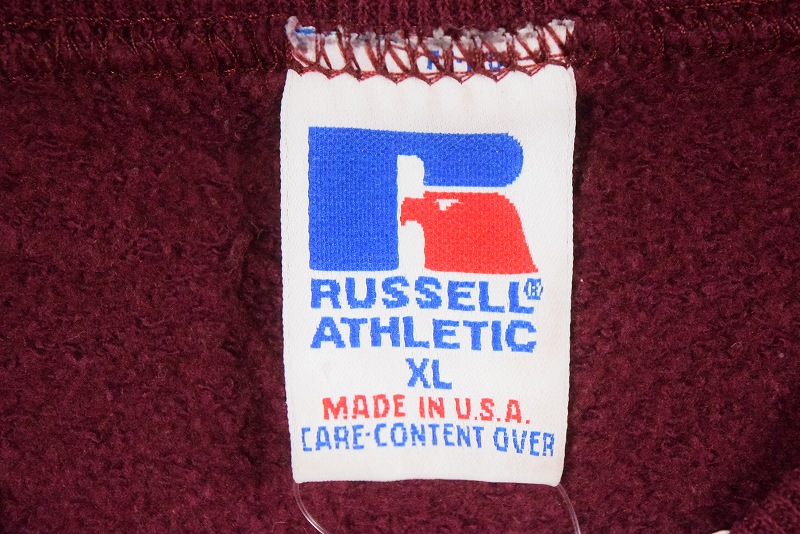 RUSSELL®
ATHLETIC
XL
MADE IN U.S.A.
CARE-CONTENT OVER